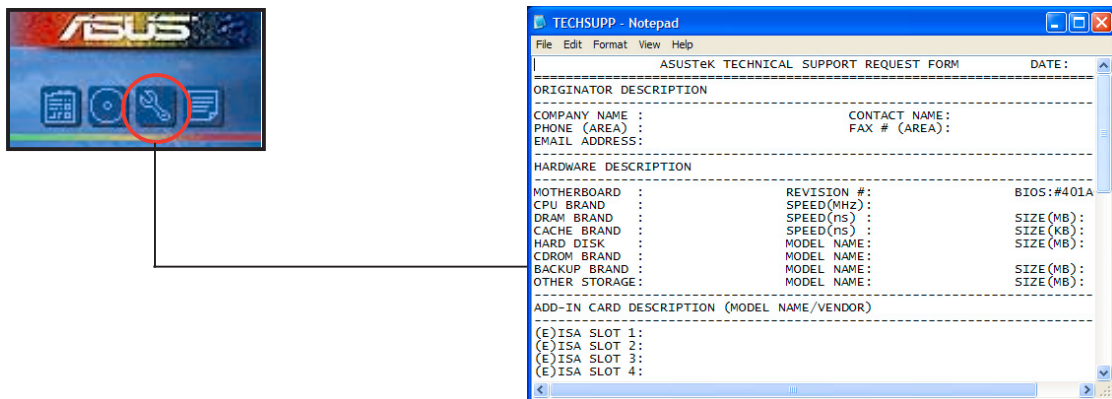 ASUS
TECHSUPP - Notepad
File Edit Format View Help
ASUSTeK TECHNICAL SUPPORT REQUEST FORM DATE:
==========================================================================
ORIGINATOR DESCRIPTION
--------------------------------------------------------------------------
COMPANY NAME : CONTACT NAME:
PHONE (AREA) : FAX # (AREA):
EMAIL ADDRESS:
--------------------------------------------------------------------------
HARDWARE DESCRIPTION
--------------------------------------------------------------------------
MOTHERBOARD : REVISION #: BIOS:#401A
CPU BRAND : SPEED(MHz):
DRAM BRAND : SPEED(ns) : SIZE(MB):
CACHE BRAND : SPEED(ns) : SIZE(KB):
HARD DISK : MODEL NAME: SIZE(MB):
CDROM BRAND : MODEL NAME:
BACKUP BRAND : MODEL NAME: SIZE(MB):
OTHER STORAGE: MODEL NAME: SIZE(MB):
--------------------------------------------------------------------------
ADD-IN CARD DESCRIPTION (MODEL NAME/VENDOR)
--------------------------------------------------------------------------
(E)ISA SLOT 1:
(E)ISA SLOT 2:
(E)ISA SLOT 3:
(E)ISA SLOT 4: